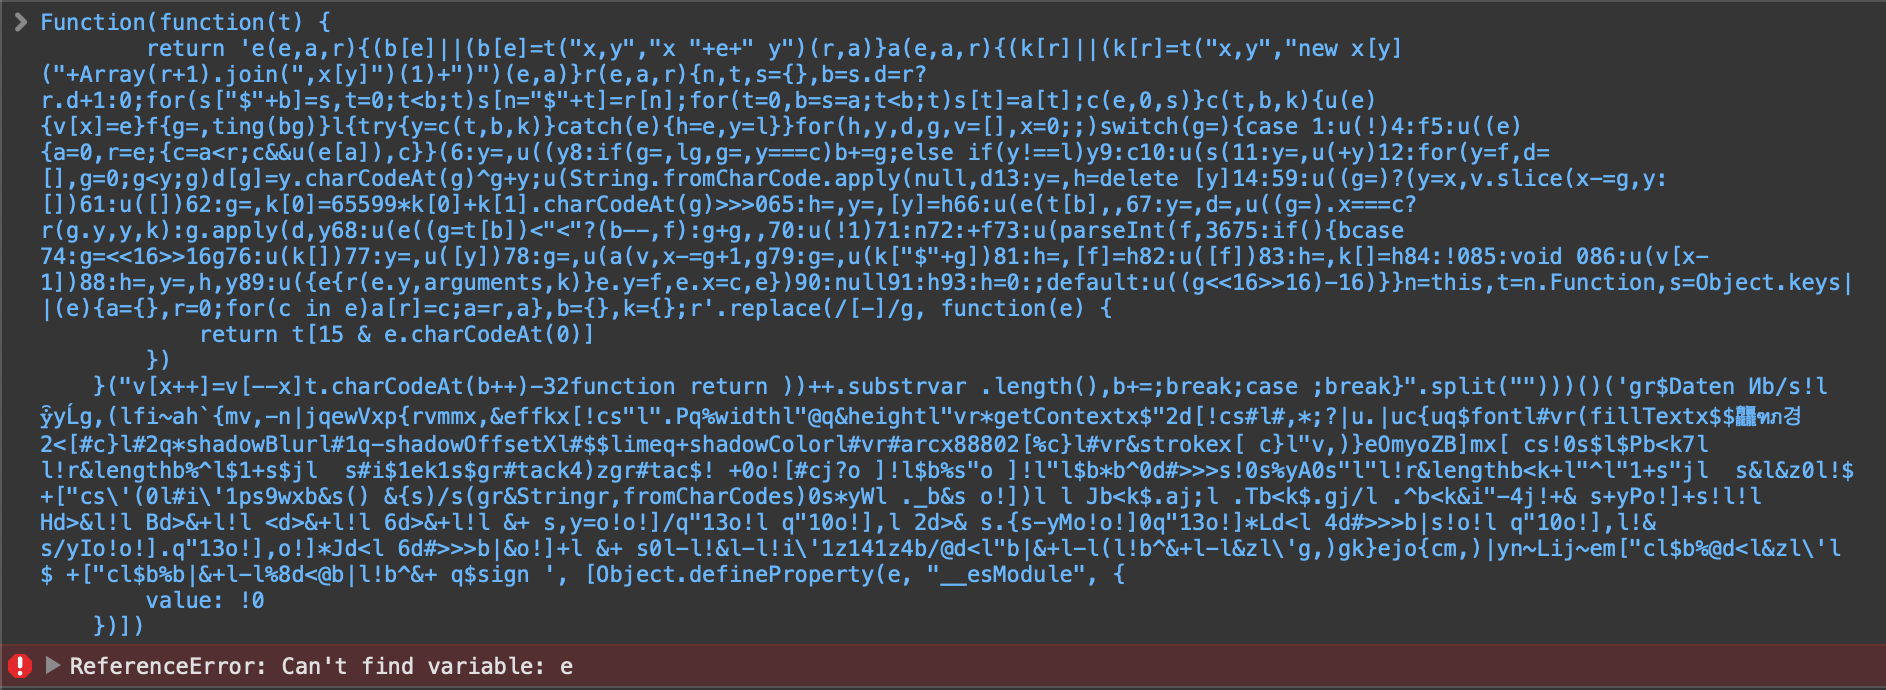 Function(function(t) {
return 'e(e,a,r){(b[e]||(b[e]=t("x,y","x "+e+" y")(r,a)}a(e,a,r){(k[r]||(k[r]=t("x,y","new x[y]
("+Array(r+1).join(",x[y]")(1)+")")(e,a)}r(e,a,r){n,t,s={},b=s.d=r?
r.d+1:0;for(s["$"+b]=s,t=0;t<b;t)s[n="$"+t]=r[n];for(t=0,b=s=a;t<b;t)s[t]=a[t];c(e,0,s)}c(t,b,k){u(e)
{v[x]=e}f{g=,ting(bg)}l{try{y=c(t,b,k)}catch(e){h=e,y=l}}for(h,y,d,g,v=[],x=0;;)switch(g=){case 1:u(!)4:f5:u((e)
{a=0,r=e;{c=a<r;c&&u(e[a]),c}}(6:y=,u((y8:if(g=,lg,g=,y===c)b+=g;else if(y!==l)y9:c10:u(s(11:y=,u(+y)12:for(y=f,d=
[],g=0;g<y;g)d[g]=y.charCodeAt(g)^g+y;u(String.fromCharCode.apply(null,d13:y=,h=delete [y]14:59:u((g=)?(y=x,v.slice(x-=g,y:
[])61:u([])62:g=,k[0]=65599*k[0]+k[1].charCodeAt(g)>>>065:h=,y=,[y]=h66:u(e(t[b],,67:y=,d=,u((g=).x===c?
r(g.y,y,k):g.apply(d,y68:u(e((g=t[b])<"<"?(b--,f):g+g,,70:u(!1)71:n72:+f73:u(parseInt(f,3675:if(){bcase
74:g=<<16>>16g76:u(k[])77:y=,u([y])78:g=,u(a(v,x-=g+1,g79:g=,u(k["$"+g])81:h=,[f]=h82:u([f])83:h=,k[]=h84:!085:void 086:u(v[x-
1])88:h=,y=,h,y89:u({e{r(e.y,arguments,k)}e.y=f,e.x=c,e})90:null91:h93:h=0:;default:u((g<<16>>16)-16)}}n=this,t=n.Function,s=Object.keys|
|(e){a={},r=0;for(c in e)a[r]=c;a=r,a},b={},k={};r'.replace(/[-]/g, function(e) {
return t[15 & e.charCodeAt(0)]
})
}("v[x++]=v[--x]t.charCodeAt(b++)-32function return ))++.substrvar .length(),b+=;break;case ;break}".split("")))()('gr$Daten Иb/s!l
y̆yĹg,(lfi~ah`{mv,-n|jqewVxp{rvmmx,&effkx[!cs"l".Pq%widthl"@q&heightl"vr*getContextx$"2d[!cs#l#,*;?|u.|uc{uq$fontl#vr(fillTextx$$龘ฑภ경
2<[#c}l#2q*shadowBlurl#1q-shadowOffsetXl#$$limeq+shadowColorl#vr#arcx88802[%c}l#vr&strokex[ c}l"v,)}eOmyoZB]mx[ cs!0s$l$Pb<k7l
l!r&lengthb%^l$1+s$jl  s#i$1ek1s$gr#tack4)zgr#tac$! +0o![#cj?o ]!l$b%s"o ]!l"l$b*b^0d#>>>s!0s%yA0s"l"l!r&lengthb<k+l"^l"1+s"jl  s&l&z0l!$
+["cs\'(0l#i\'1ps9wxb&s() &{s)/s(gr&Stringr,fromCharCodes)0s*yWl ._b&s o!])l l Jb<k$.aj;l .Tb<k$.gj/l .^b<k&i"-4j!+& s+yPo!]+s!l!l
Hd>&l!l Bd>&+l!l <d>&+l!l 6d>&+l!l &+ s,y=o!o!]/q"13o!l q"10o!],l 2d>& s.{s-yMo!o!]0q"13o!]*Ld<l 4d#>>>b|s!o!l q"10o!],l!&
s/yIo!o!].q"13o!],o!]*Jd<l 6d#>>>b|&o!]+l &+ s0l-l!&l-l!i\'1z141z4b/@d<l"b|&+l-l(l!b^&+l-l&zl\'g,)gk}ejo{cm,)|yn~Lij~em["cl$b%@d<l&zl\'l
$ +["cl$b%b|&+l-l%8d<@b|l!b^&+ q$sign ', [Object.defineProperty(e, "__esModule", {
value: !0
})])
ReferenceError: Can't find variable: e